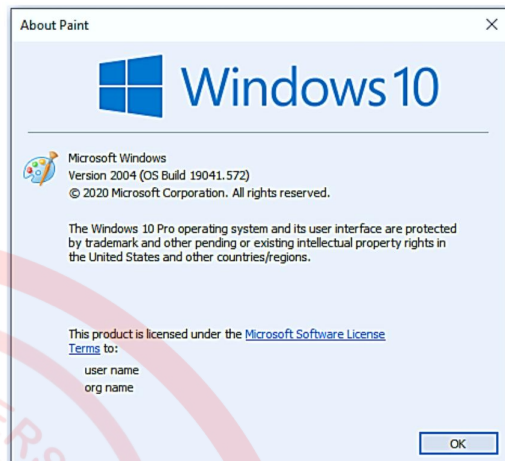 About Paint
Windows 10
Microsoft Windows
Version 2004 (OS Build 19041.572)
© 2020 Microsoft Corporation. All rights reserved.
The Windows 10 Pro operating system and its user interface are protected
by trademark and other pending or existing intellectual property rights in
the United States and other countries/regions.
This product is licensed under the Microsoft Software License
Terms to:
user name
org name
OK